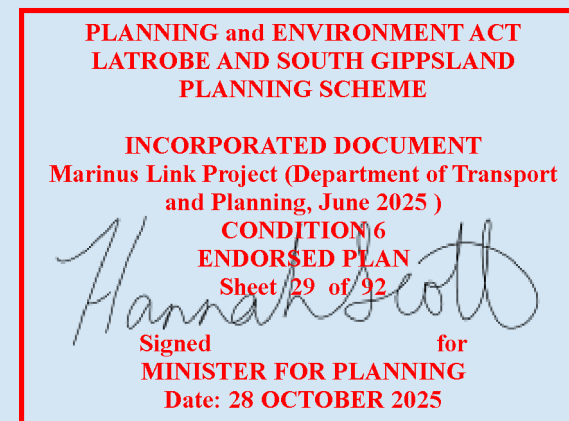 PLANNING and ENVIRONMENT ACT
LATROBE AND SOUTH GIPPSLAND
PLANNING SCHEME
INCORPORATED DOCUMENT
Marinus Link Project (Department of Transport
and Planning, June 2025 )
CONDITION 6
ENDORSED PLAN
Sheet 29 of 92
Hannah Scott
Signed for
MINISTER FOR PLANNING
Date: 28 OCTOBER 2025